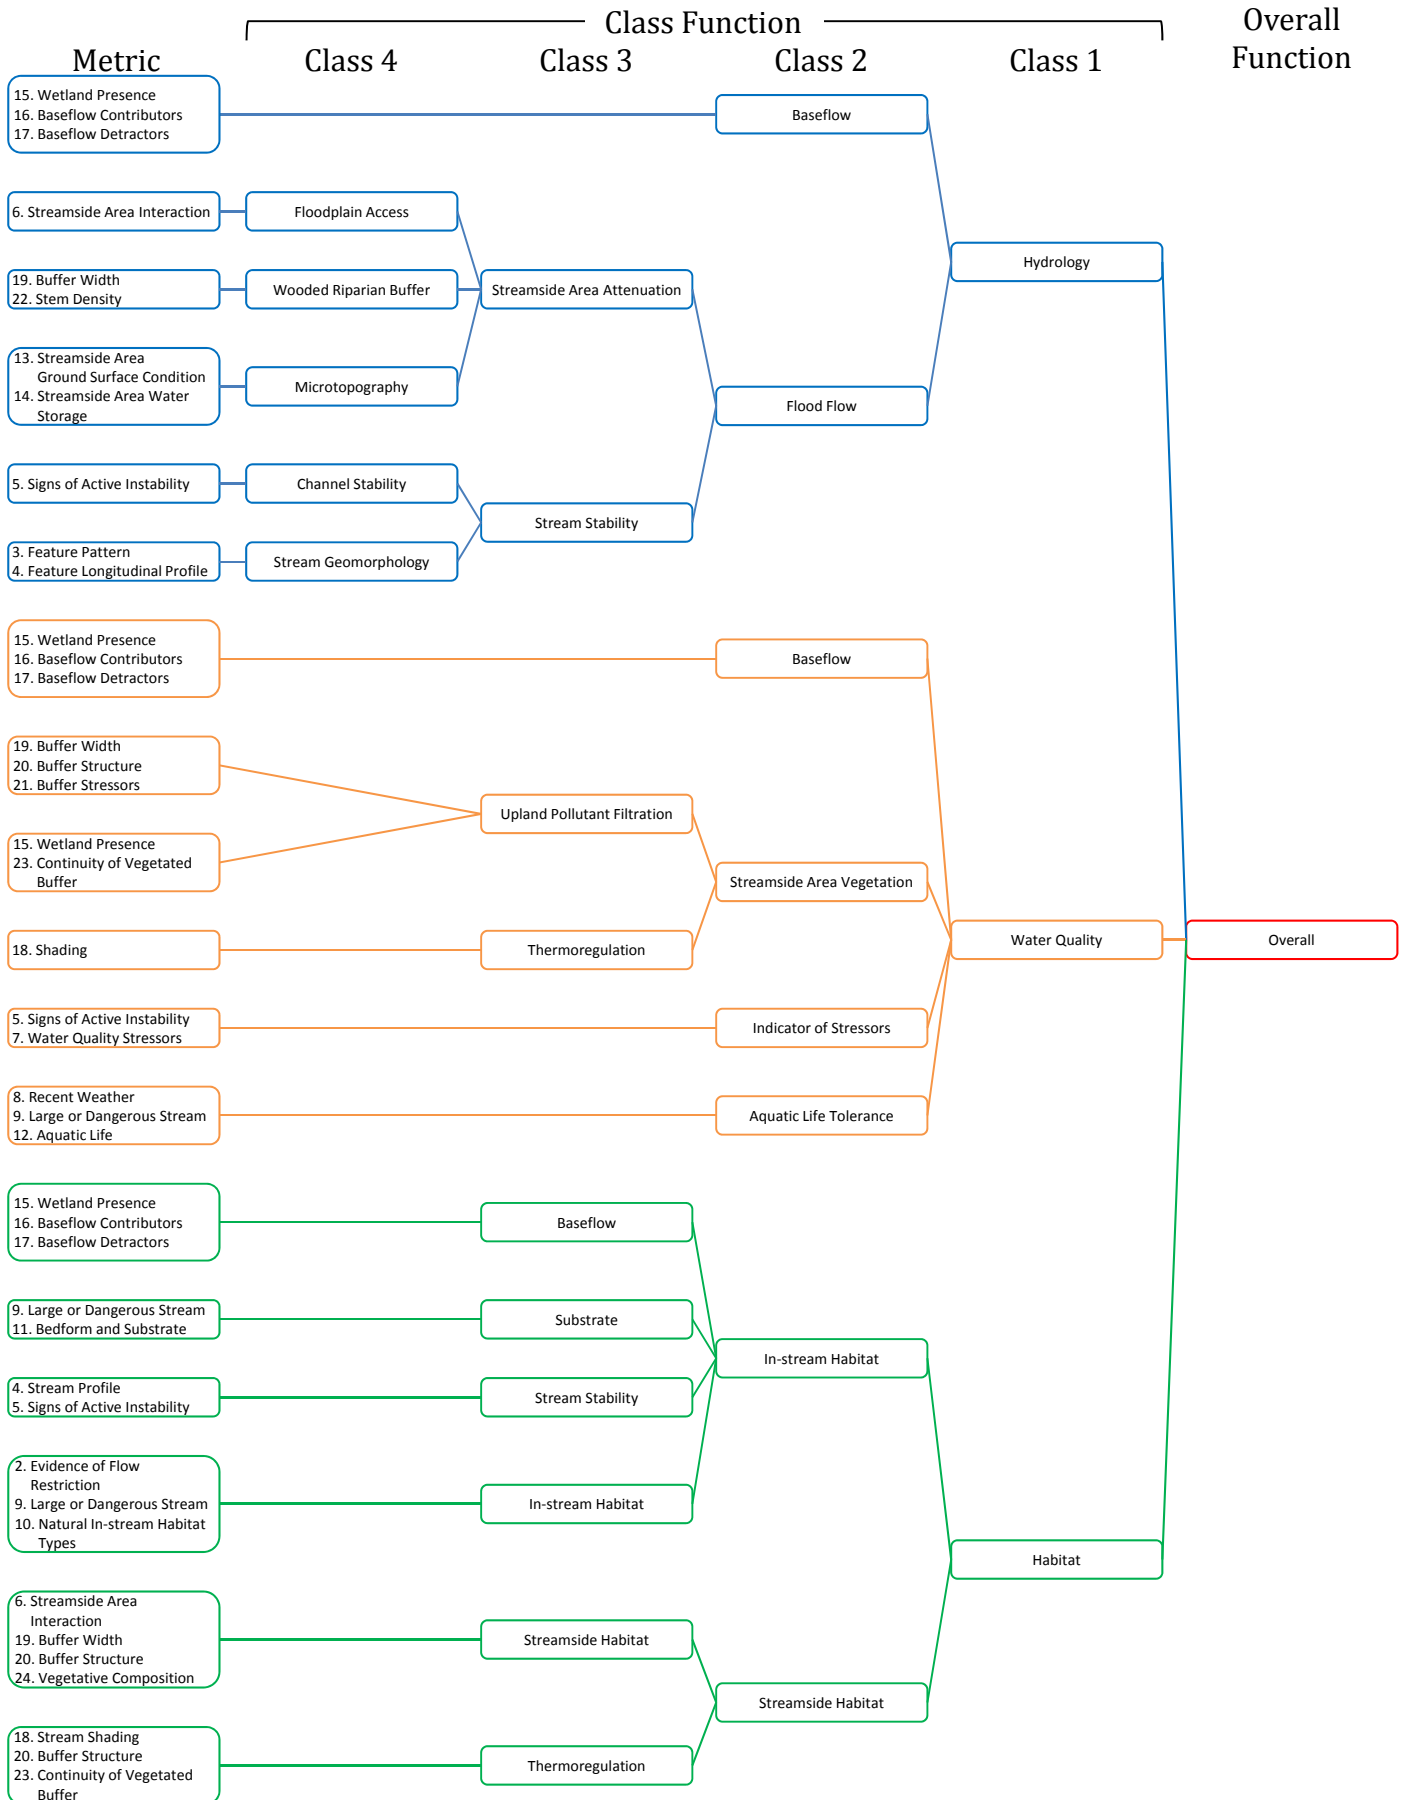 Class Function
Overall
Function
Metric
Class 4
Class 3
Class 2
Class 1
15. Wetland Presence
16. Baseflow Contributors
17. Baseflow Detractors
Baseflow
6. Streamside Area Interaction
Floodplain Access
Hydrology
19. Buffer Width
22. Stem Density
Wooded Riparian Buffer
Streamside Area Attenuation
13. Streamside Area
Ground Surface Condition
14. Streamside Area Water
Storage
Microtopography
Flood Flow
5. Signs of Active Instability
Channel Stability
Stream Stability
3. Feature Pattern
4. Feature Longitudinal Profile
Stream Geomorphology
15. Wetland Presence
16. Baseflow Contributors
17. Baseflow Detractors
Baseflow
19. Buffer Width
20. Buffer Structure
21. Buffer Stressors
Upland Pollutant Filtration
15. Wetland Presence
23. Continuity of Vegetated
Buffer
Streamside Area Vegetation
18. Shading
Thermoregulation
Water Quality
Overall
5. Signs of Active Instability
7. Water Quality Stressors
Indicator of Stressors
8. Recent Weather
9. Large or Dangerous Stream
12. Aquatic Life
Aquatic Life Tolerance
15. Wetland Presence
16. Baseflow Contributors
17. Baseflow Detractors
Baseflow
9. Large or Dangerous Stream
11. Bedform and Substrate
Substrate
In-stream Habitat
4. Stream Profile
5. Signs of Active Instability
Stream Stability
2. Evidence of Flow
Restriction
9. Large or Dangerous Stream
10. Natural In-stream Habitat
Types
In-stream Habitat
Habitat
6. Streamside Area
Interaction
19. Buffer Width
20. Buffer Structure
24. Vegetative Composition
Streamside Habitat
Streamside Habitat
18. Stream Shading
20. Buffer Structure
23. Continuity of Vegetated
Buffer
Thermoregulation